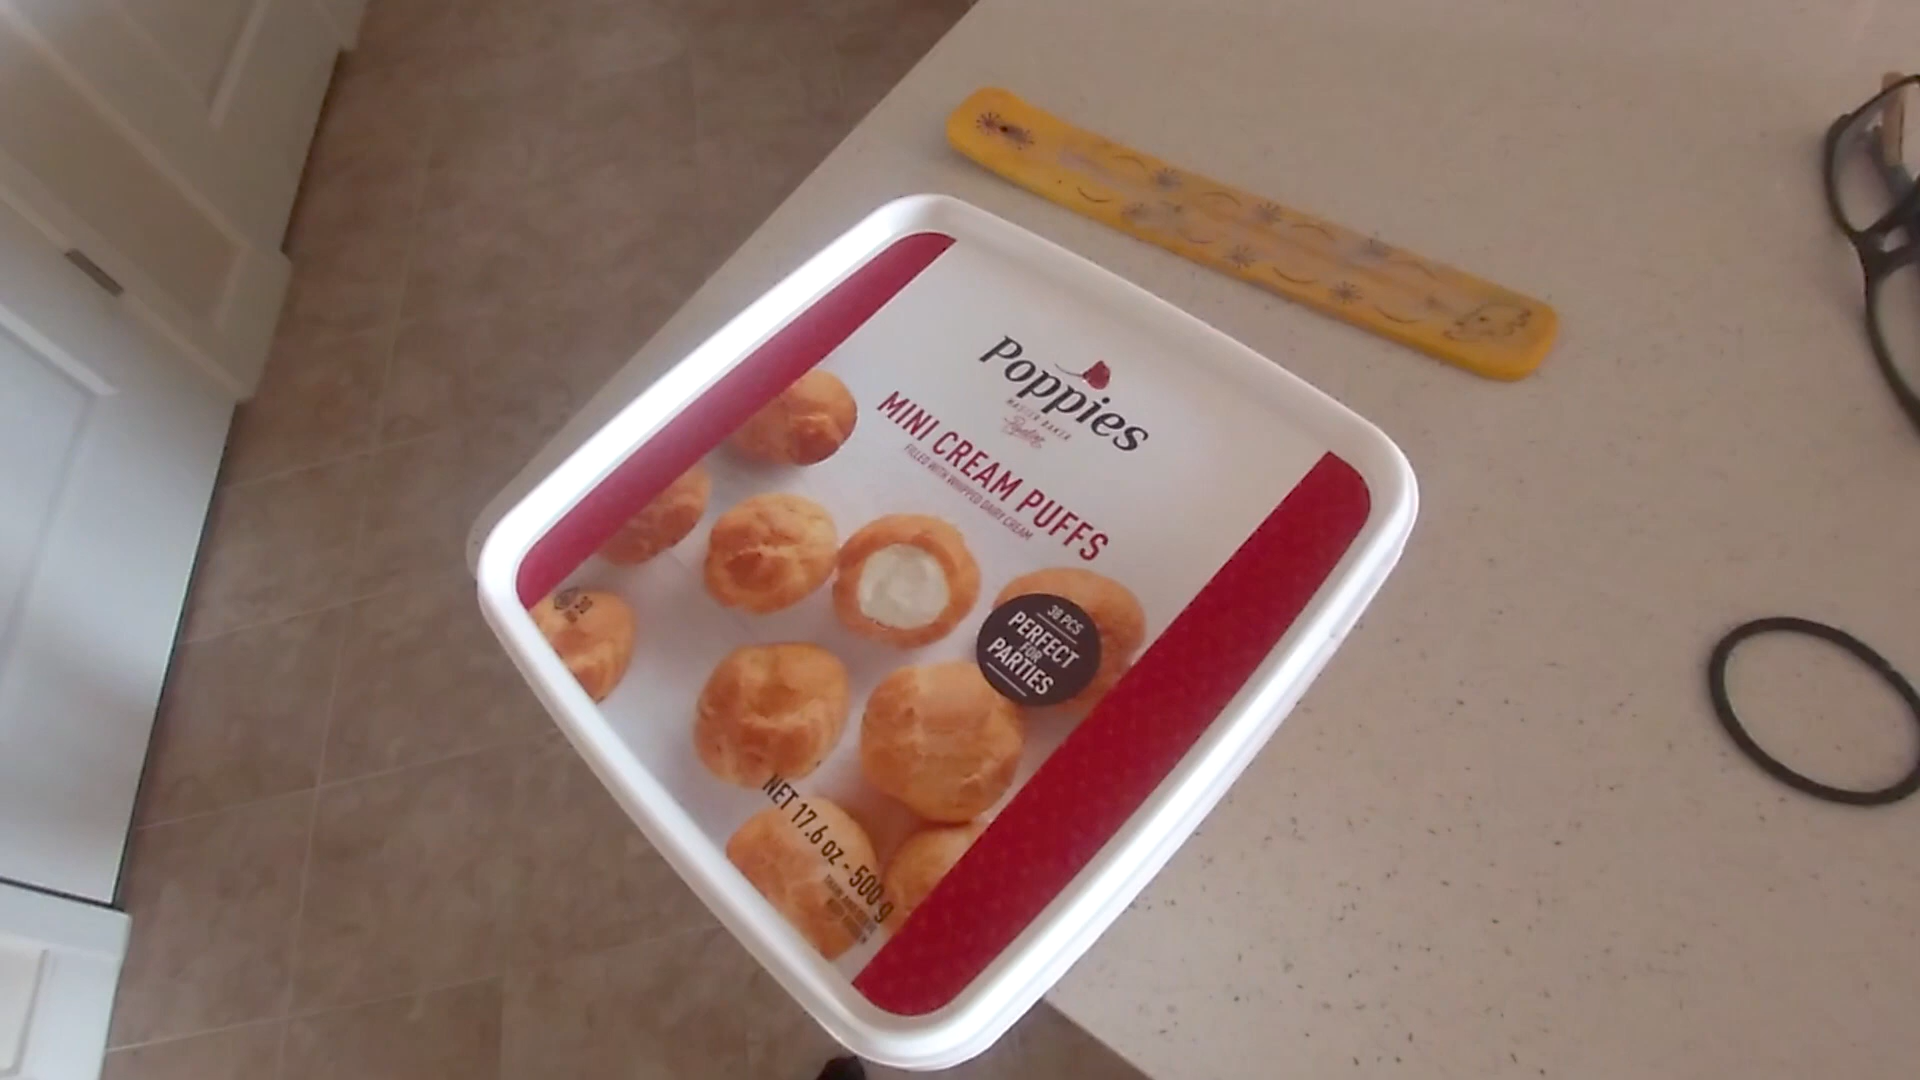 Poppies
MASTER BAKER
MINI CREAM PUFFS
FILLED WITH WHIPPED DAIRY CREAM
38 PCS
PERFECT
FOR
PARTIES
30
NET 17.6 oz - 500 g